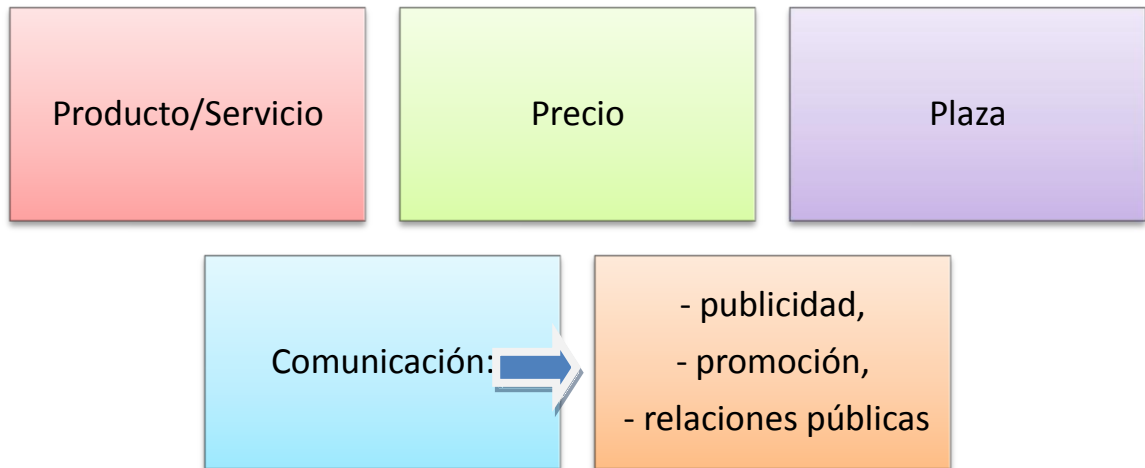 Producto/Servicio
Precio
Plaza
Comunicación:
- publicidad,
- promoción,
- relaciones públicas